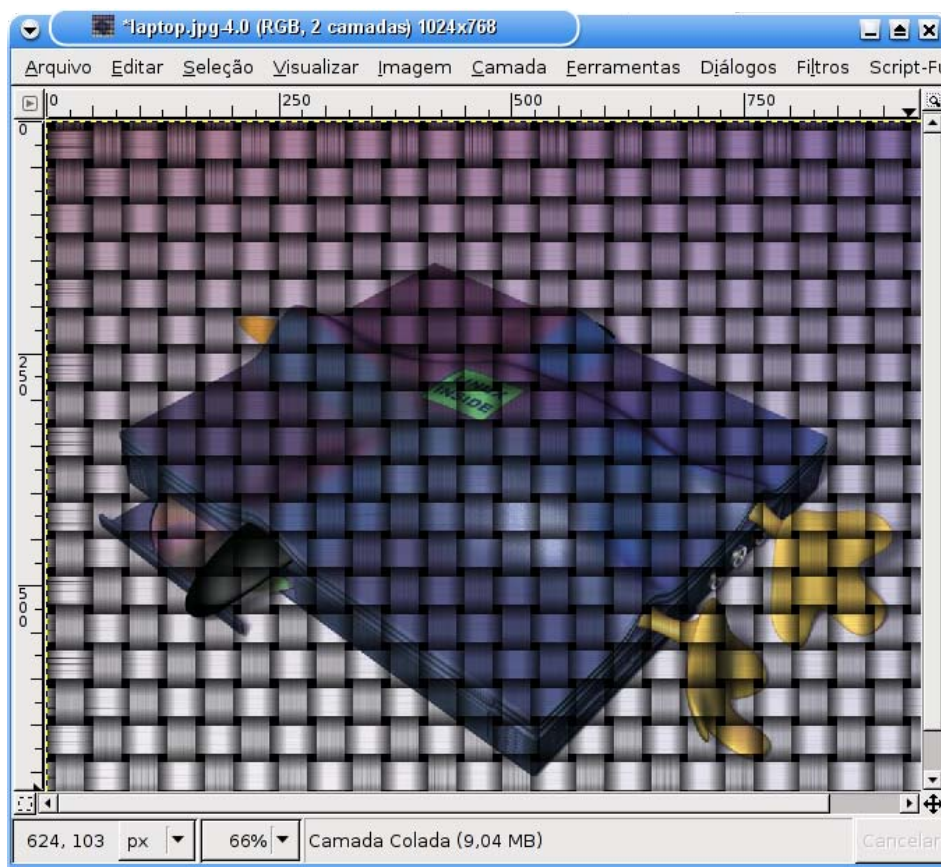 *laptop.jpg-4.0 (RGB, 2 camadas) 1024x768
Arquivo Editar Seleção Visualizar Imagem Camada Ferramentas Diálogos Filtros Script-Fu
0 250 500 750
0
250
LINUX
INSIDE
500
624, 103 px 66% Camada Colada (9,04 MB) Cancelar